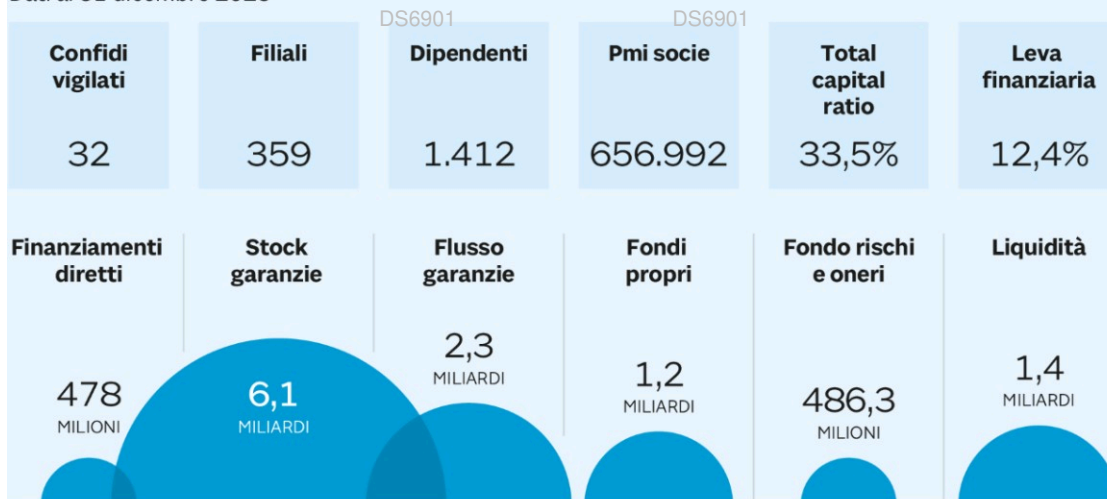 DS6901 DS6901
Confidi
vigilati
32
Filiali
359
Dipendenti
1.412
Pmi socie
656.992
Total
capital
ratio
33,5%
Leva
finanziaria
12,4%
Finanziamenti
diretti
478
MILIONI
Stock
garanzie
6,1
MILIARDI
Flusso
garanzie
2,3
MILIARDI
Fondi
propri
1,2
MILIARDI
Fondo rischi
e oneri
486,3
MILIONI
Liquidità
1,4
MILIARDI